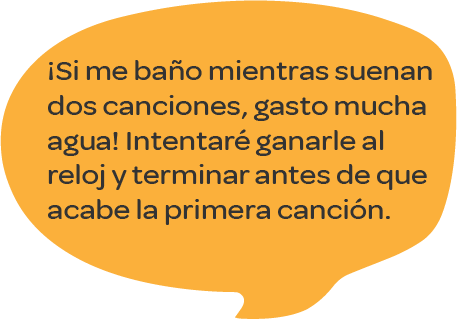 ¡Si me baño mientras suenan
dos canciones, gasto mucha
agua! Intentaré ganarle al
reloj y terminar antes de que
acabe la primera canción.